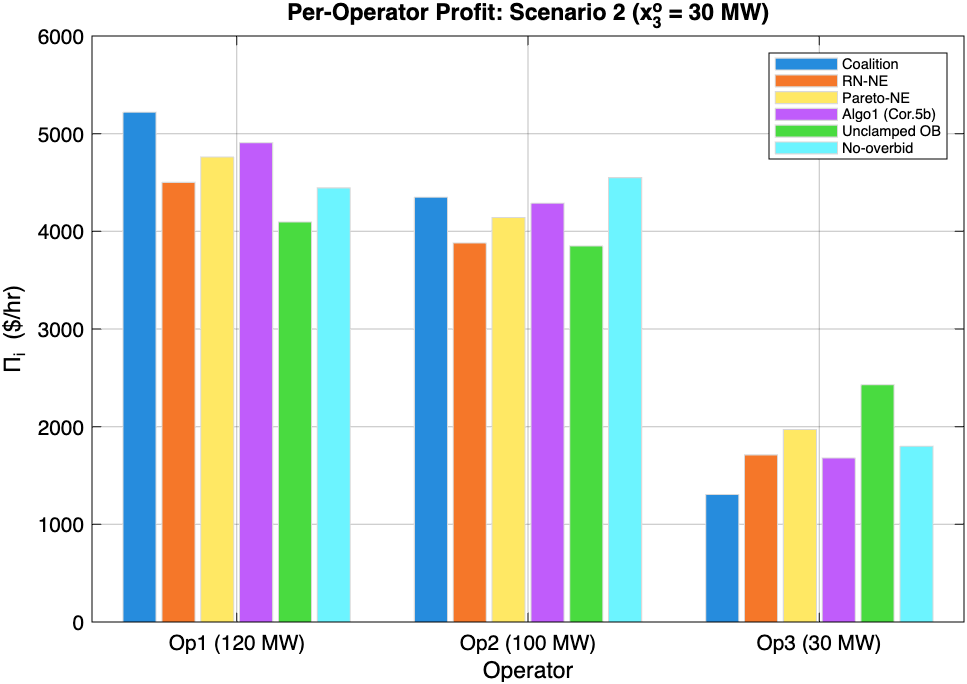 Per-Operator Profit: Scenario 2 (x₃ᵒ = 30 MW)
6000
5000
4000
3000
2000
1000
0
Πᵢ ($/hr)
Coalition
RN-NE
Pareto-NE
Algo1 (Cor.5b)
Unclamped OB
No-overbid
Op1 (120 MW)
Op2 (100 MW)
Op3 (30 MW)
Operator